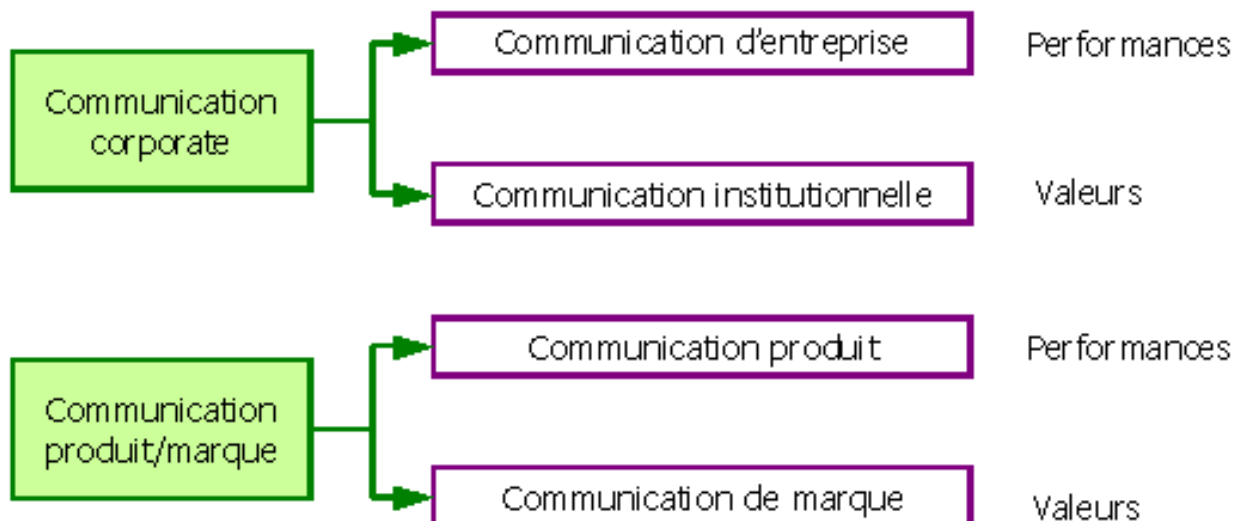 Communication d'entreprise
Performances
Communication
corporate
Communication institutionnelle
Valeurs
Communication produit
Performances
Communication
produit/marque
Communication de marque
Valeurs